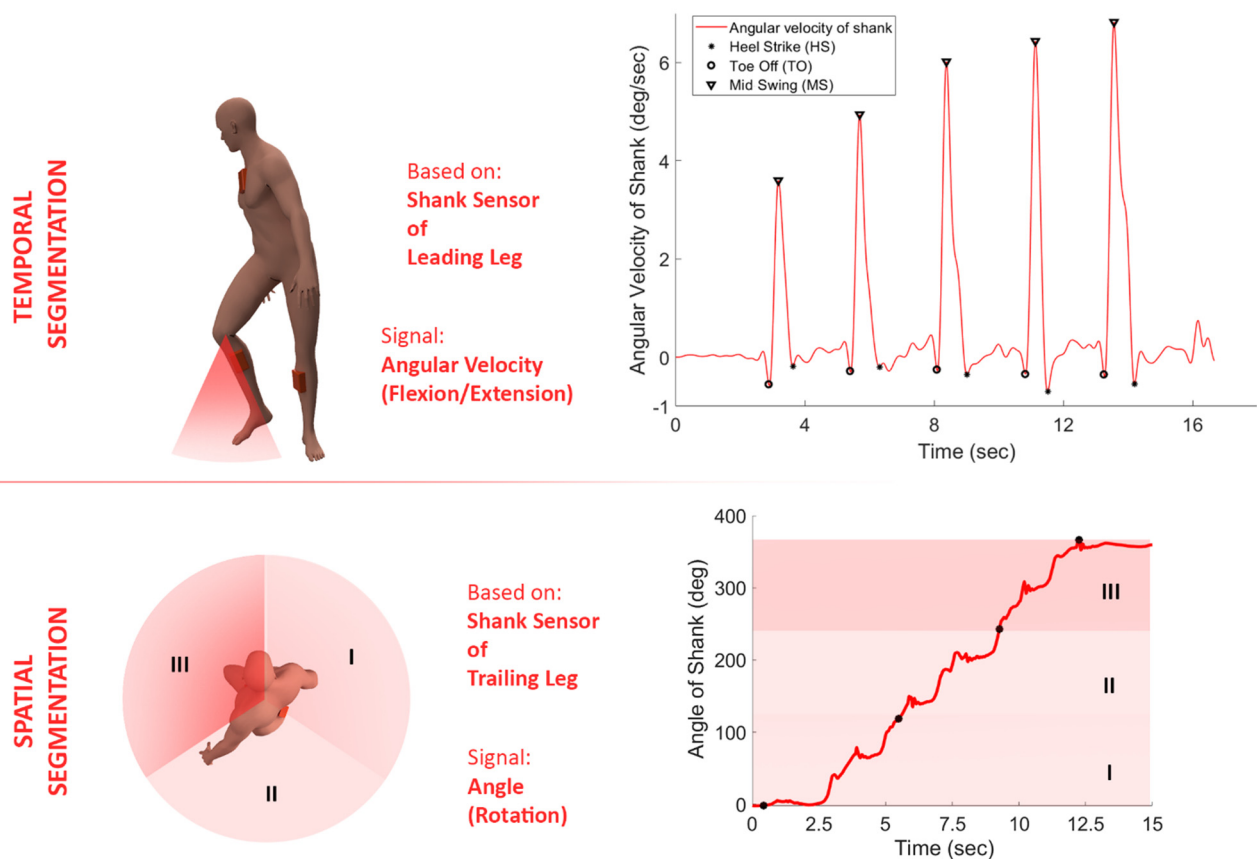 TEMPORAL
SEGMENTATION
Based on:
Shank Sensor
of
Leading Leg
Signal:
Angular Velocity
(Flexion/Extension)
Angular velocity of shank
Heel Strike (HS)
Toe Off (TO)
Mid Swing (MS)
Angular Velocity of Shank (deg/sec)
6
4
2
0
-1
0 4 8 12 16
Time (sec)
SPATIAL
SEGMENTATION
I
II
III
Based on:
Shank Sensor
of
Trailing Leg
Signal:
Angle
(Rotation)
Angle of Shank (deg)
400
300
200
100
0
III
II
I
0 2.5 5 7.5 10 12.5 15
Time (sec)